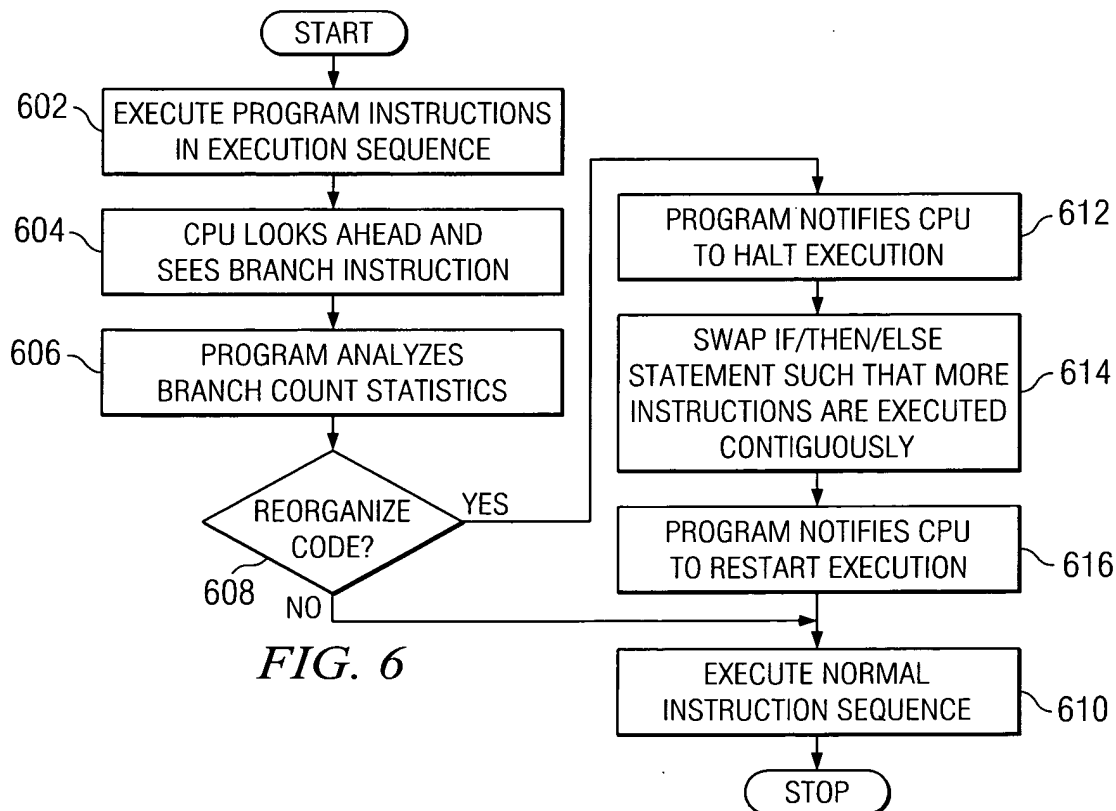 START
602
EXECUTE PROGRAM INSTRUCTIONS
IN EXECUTION SEQUENCE
604
CPU LOOKS AHEAD AND
SEES BRANCH INSTRUCTION
606
PROGRAM ANALYZES
BRANCH COUNT STATISTICS
REORGANIZE
CODE?
608
YES
NO
612
PROGRAM NOTIFIES CPU
TO HALT EXECUTION
614
SWAP IF/THEN/ELSE
STATEMENT SUCH THAT MORE
INSTRUCTIONS ARE EXECUTED
CONTIGUOUSLY
616
PROGRAM NOTIFIES CPU
TO RESTART EXECUTION
610
EXECUTE NORMAL
INSTRUCTION SEQUENCE
STOP
FIG. 6